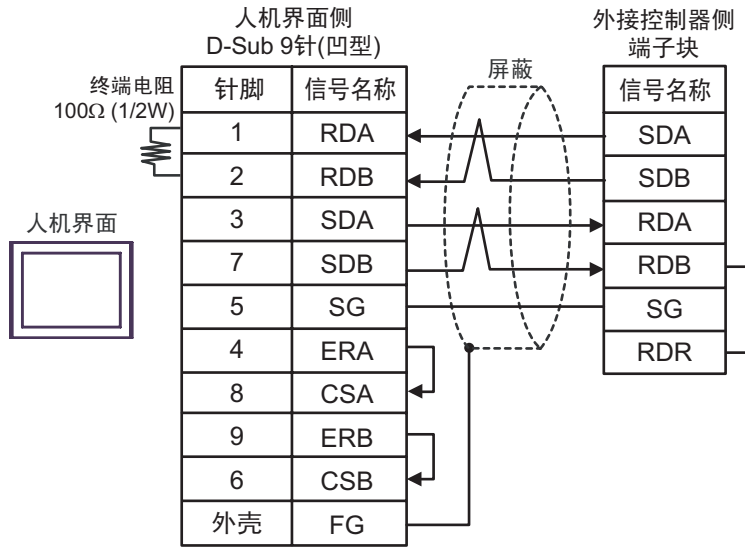 人机界面侧
D-Sub 9针(凹型)
外接控制器侧
端子块
屏蔽
终端电阻
100Ω (1/2W)
人机界面
针脚 信号名称
1 RDA
2 RDB
3 SDA
7 SDB
5 SG
4 ERA
8 CSA
9 ERB
6 CSB
外壳 FG
信号名称
SDA
SDB
RDA
RDB
SG
RDR